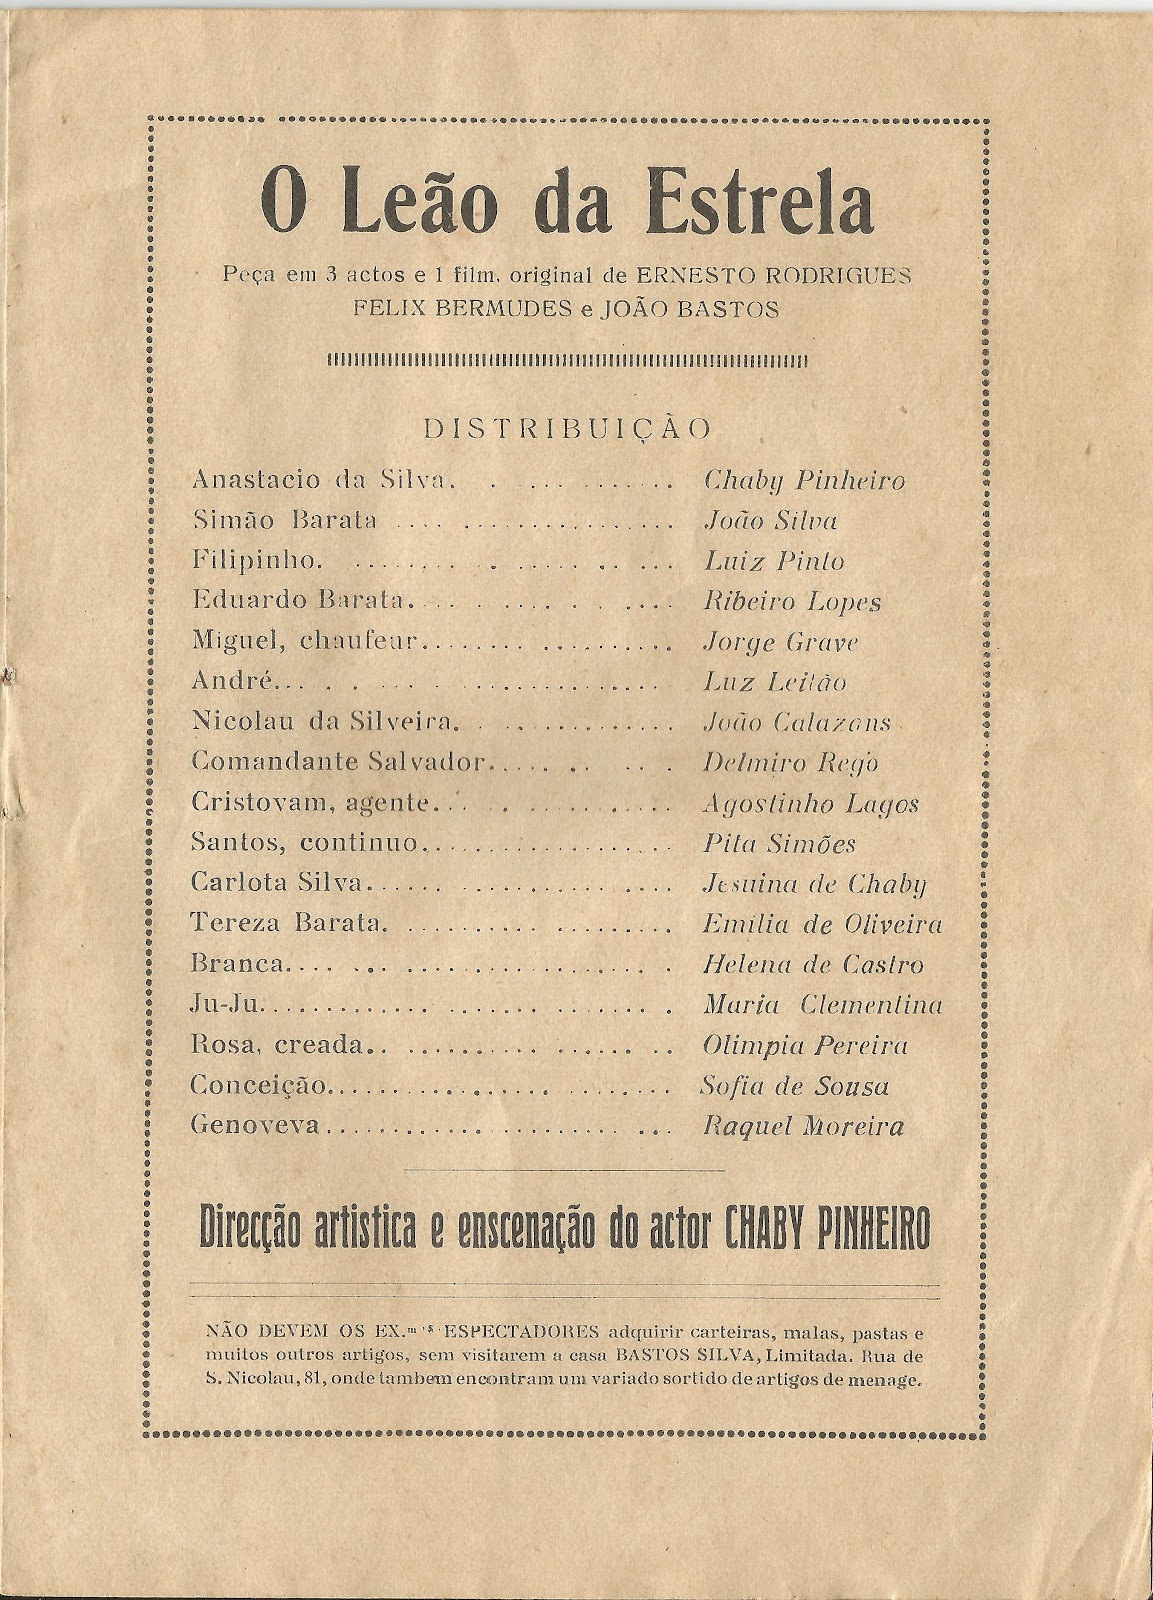 O Leão da Estrela
Peça em 3 actos e 1 film, original de ERNESTO RODRIGUES
FELIX BERMUDES e JOÃO BASTOS
DISTRIBUIÇÃO
Anastacio da Silva. . . . . . . . . . Chaby Pinheiro
Simão Barata . . . . . . . . . . João Silva
Filipinho. . . . . . . . . . Luiz Pinto
Eduardo Barata. . . . . . . . . . Ribeiro Lopes
Miguel, chaufeur. . . . . . . . . . Jorge Grave
André. . . . . . . . . . Luz Leitão
Nicolau da Silveira. . . . . . . . . . João Calazans
Comandante Salvador. . . . . . . . . . Delmiro Rego
Cristovam, agente. . . . . . . . . . Agostinho Lagos
Santos, continuo. . . . . . . . . . Pita Simões
Carlota Silva. . . . . . . . . . Jesuina de Chaby
Tereza Barata. . . . . . . . . . Emilia de Oliveira
Branca. . . . . . . . . . Helena de Castro
Ju-Ju. . . . . . . . . . Maria Clementina
Rosa, creada. . . . . . . . . . Olimpia Pereira
Conceição. . . . . . . . . . Sofia de Sousa
Genoveva . . . . . . . . . . Raquel Moreira
Direcção artistica e enscenação do actor CHABY PINHEIRO
NÃO DEVEM OS EX.ᵐᵒˢ ESPECTADORES adquirir carteiras, malas, pastas e
muitos outros artigos, sem visitarem a casa BASTOS SILVA, Limitada. Rua de
S. Nicolau, 81, onde tambem encontram um variado sortido de artigos de menage.